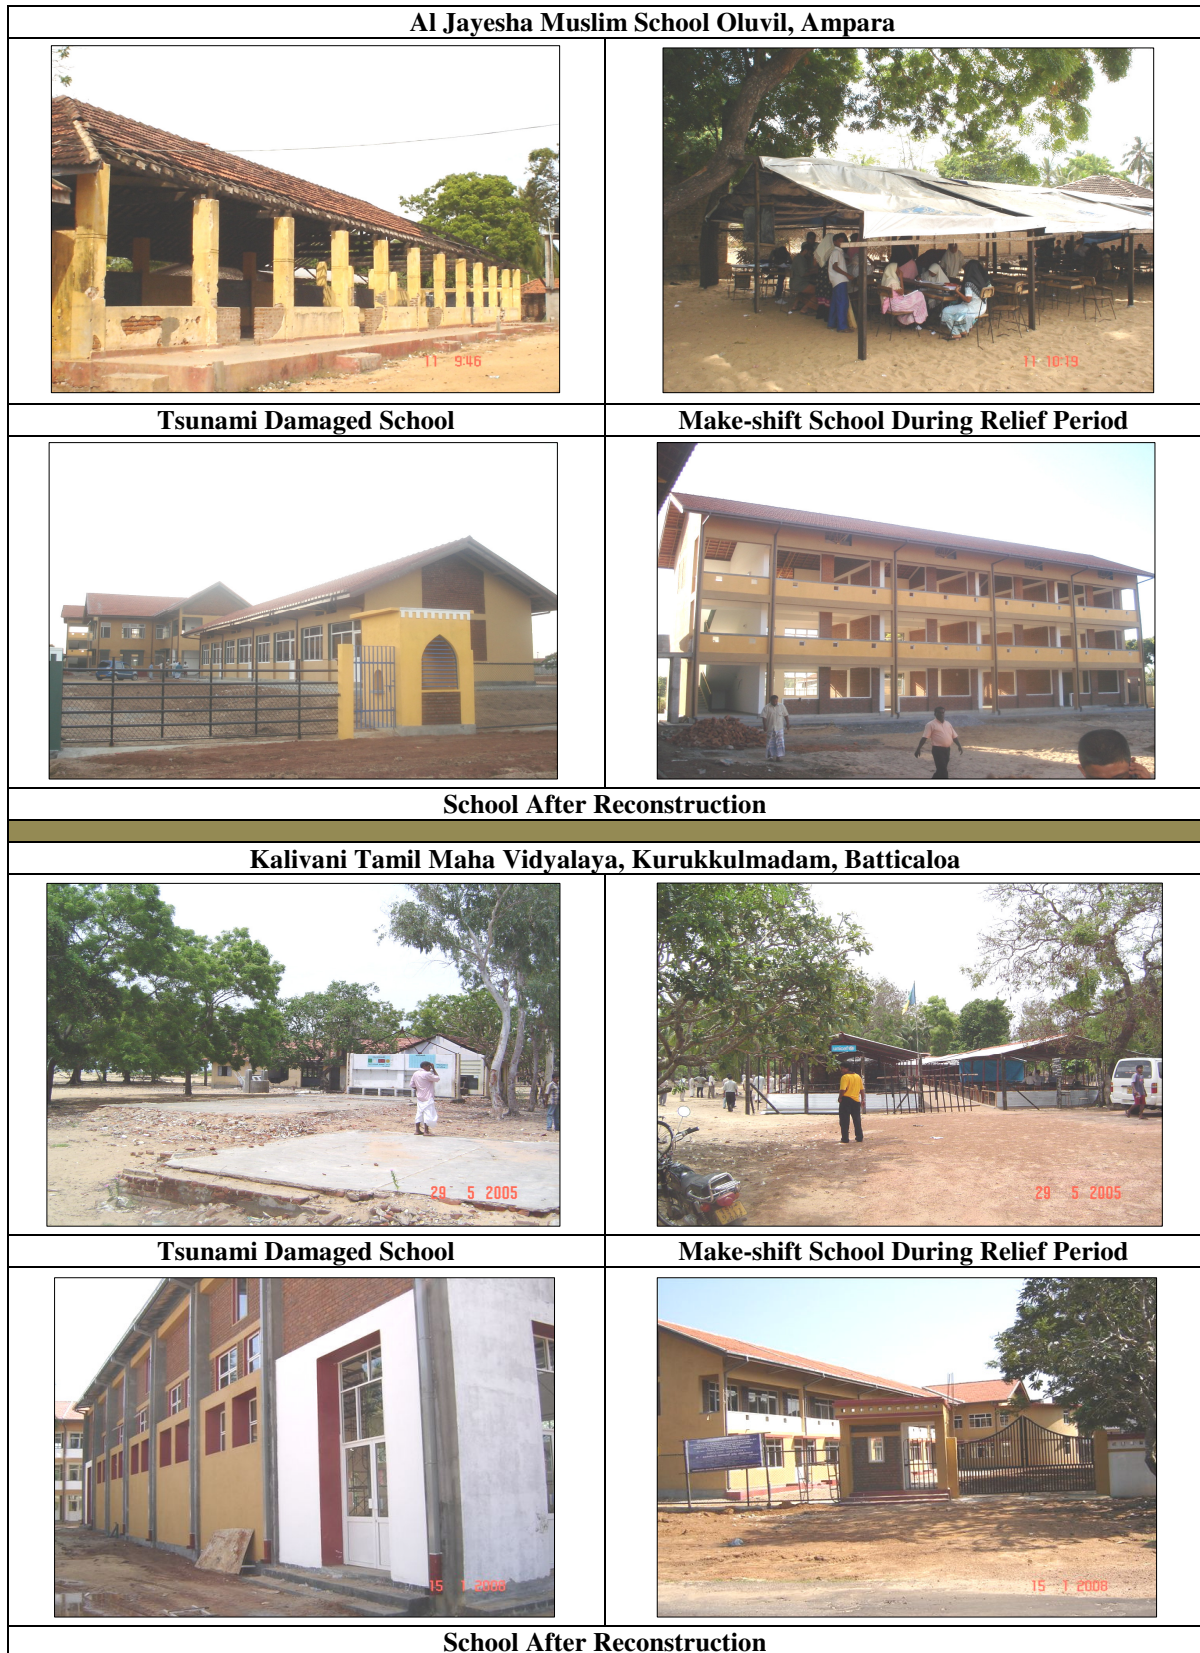 Al Jayesha Muslim School Oluvil, Ampara
11 9:46
11 10:19
Tsunami Damaged School
Make-shift School During Relief Period
School After Reconstruction
Kalivani Tamil Maha Vidyalaya, Kurukkulmadam, Batticaloa
29 5 2005
29 5 2005
Tsunami Damaged School
Make-shift School During Relief Period
15 1 2008
15 1 2008
School After Reconstruction